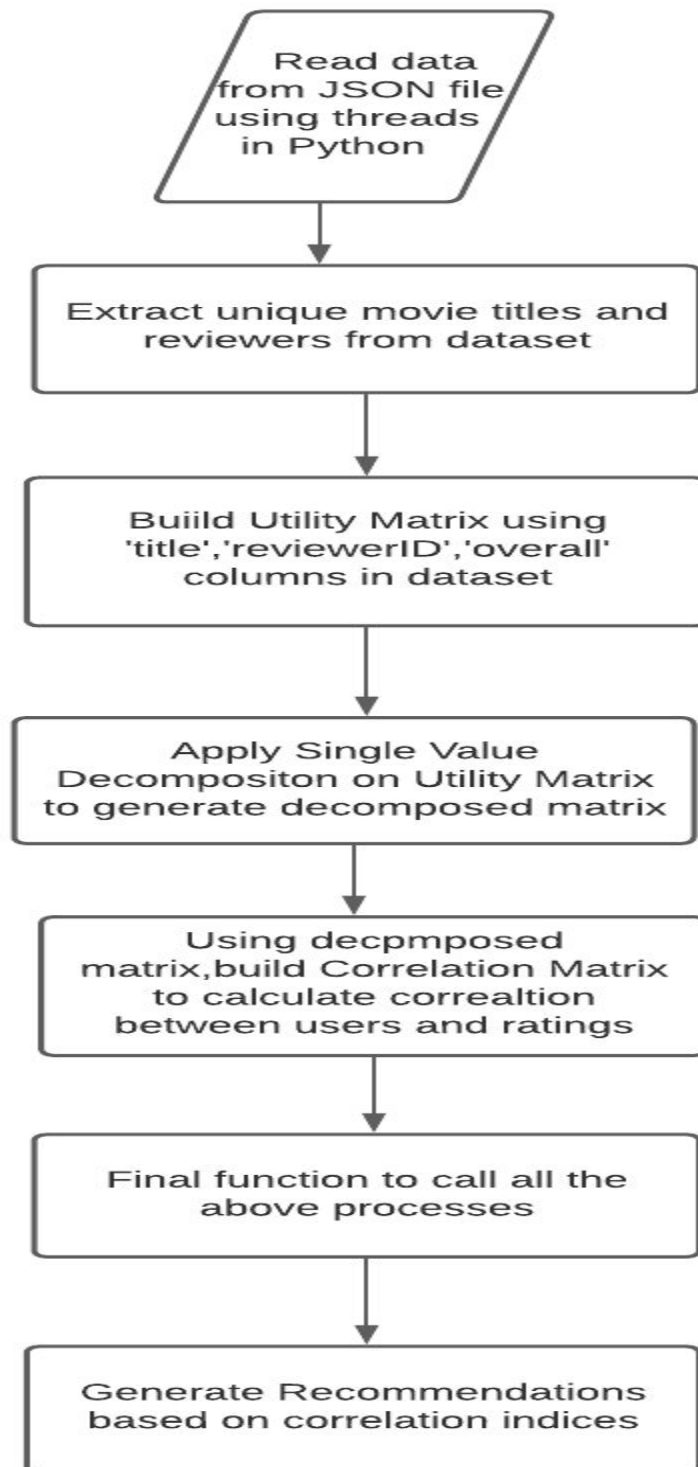 Read data
from JSON file
using threads
in Python
Extract unique movie titles and
reviewers from dataset
Buiild Utility Matrix using
'title','reviewerID','overall'
columns in dataset
Apply Single Value
Decompositon on Utility Matrix
to generate decomposed matrix
Using decpmposed
matrix,build Correlation Matrix
to calculate correaltion
between users and ratings
Final function to call all the
above processes
Generate Recommendations
based on correlation indices